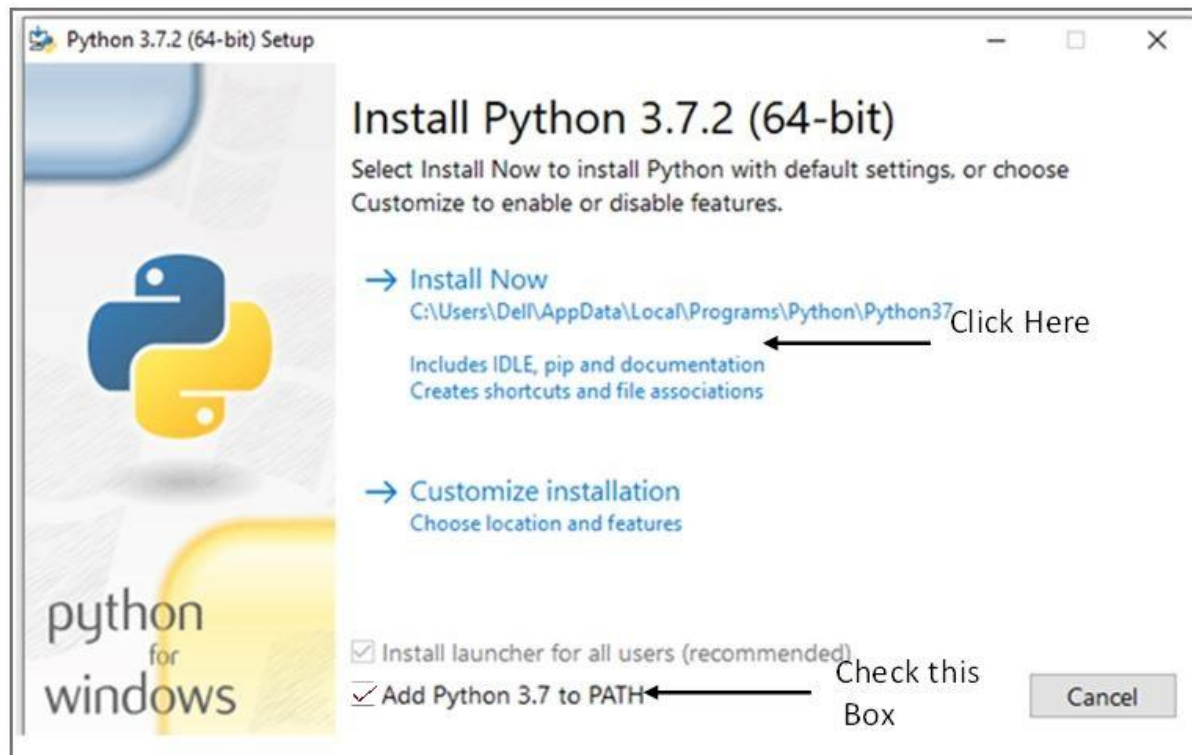 Python 3.7.2 (64-bit) Setup
Install Python 3.7.2 (64-bit)
Select Install Now to install Python with default settings, or choose
Customize to enable or disable features.
Install Now
C:\Users\Dell\AppData\Local\Programs\Python\Python37
Click Here
Includes IDLE, pip and documentation
Creates shortcuts and file associations
Customize installation
Choose location and features
python
for
windows
Install launcher for all users (recommended)
Add Python 3.7 to PATH
Check this
Box
Cancel